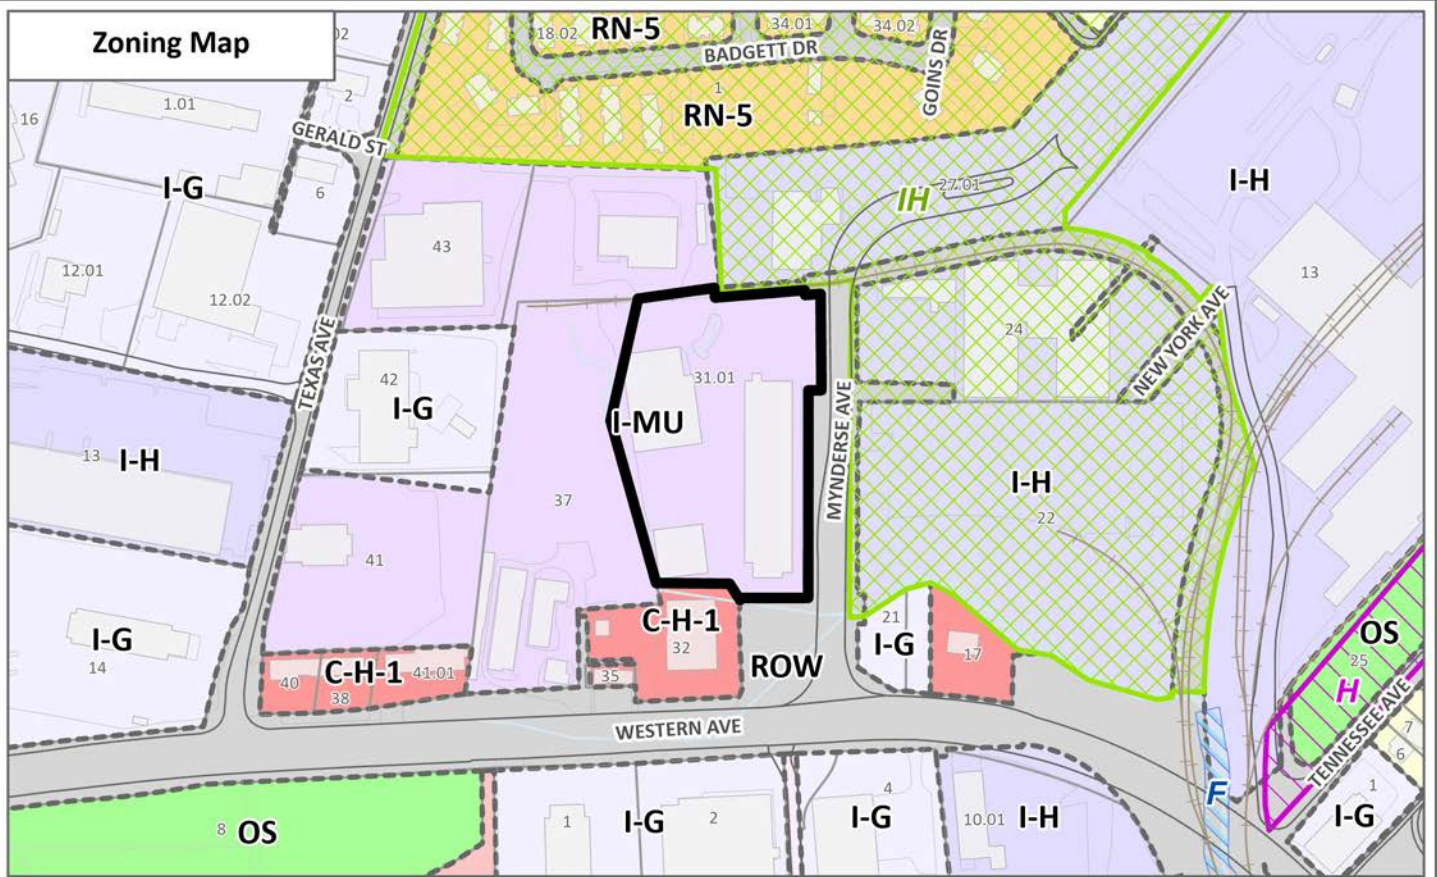 Zoning Map
02
18.02
RN-5
34.01
34.02
BADGETT DR
GOINS DR
1
RN-5
1.01
2
16
GERALD ST
I-G
6
I-H
IH
27.01
43
12.01
12.02
13
24
NEW YORK AVE
TEXAS AVE
42
I-G
31.01
I-MU
MYNDERSE AVE
13
I-H
37
I-H
22
41
I-G
14
C-H-1
32
35
21
I-G
17
OS
25
H
C-H-1
40
38
41.01
ROW
WESTERN AVE
TENNESSEE AVE
7
6
F
8
OS
1
I-G
2
4
I-G
10.01
I-H
1
I-G